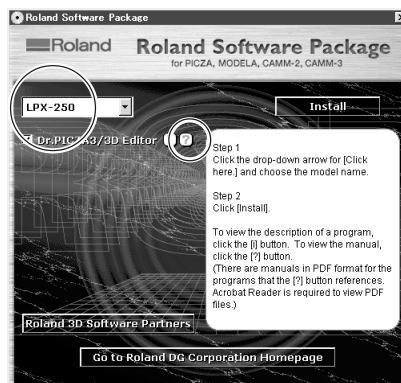 Roland Software Package
Roland
Roland Software Package
for PICZA, MODELA, CAMM-2, CAMM-3
LPX-250
Install
Dr.PICZA3/3D Editor
?
Step 1
Click the drop-down arrow for [Click
here.] and choose the model name.
Step 2
Click [Install].
To view the description of a program,
click the [i] button. To view the manual,
click the [?] button.
(There are manuals in PDF format for the
programs that the [?] button references.
Acrobat Reader is required to view PDF
files.)
Roland 3D Software Partners
Go to Roland DG Corporation Homepage